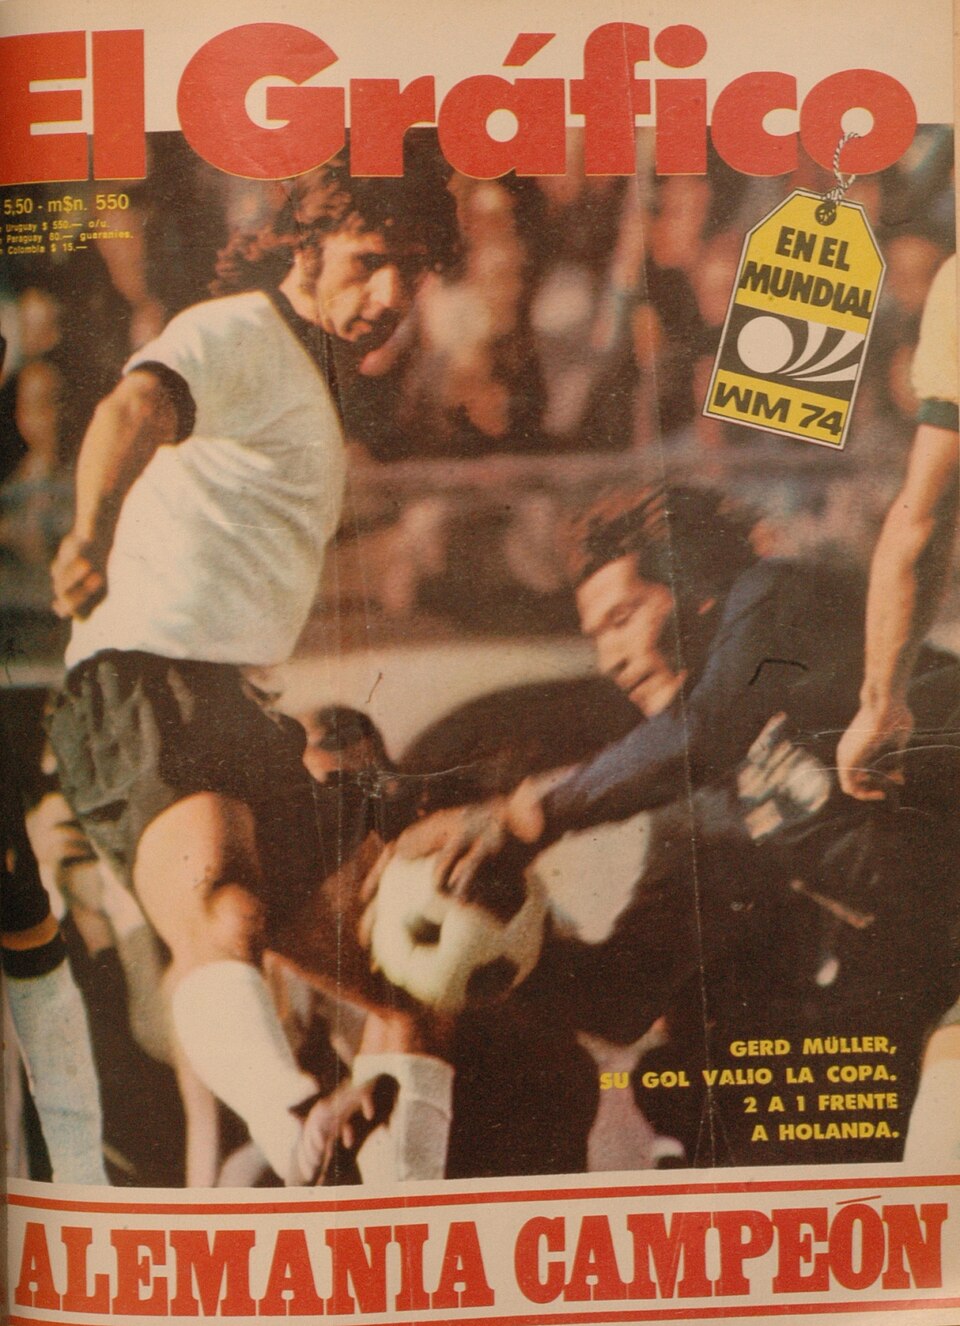 El Gráfico
5,50 - m$n. 550
Uruguay $ 550.— o/u.
Paraguay 80.— guaraníes.
Colombia $ 15.—
EN EL
MUNDIAL
WM 74
GERD MÜLLER,
SU GOL VALIO LA COPA.
2 A 1 FRENTE
A HOLANDA.
ALEMANIA CAMPEÓN